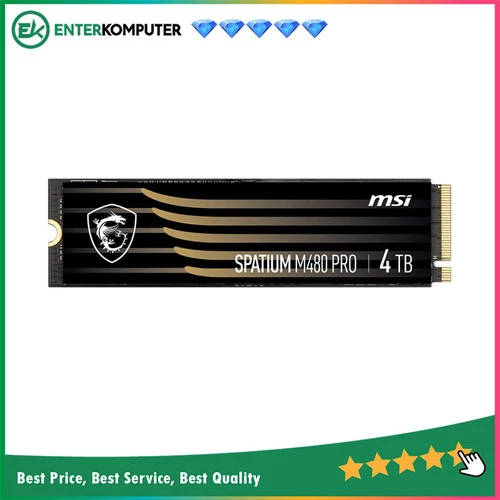 EK ENTERKOMPUTER
msi
SPATIUM M480 PRO | 4 TB
Best Price, Best Service, Best Quality